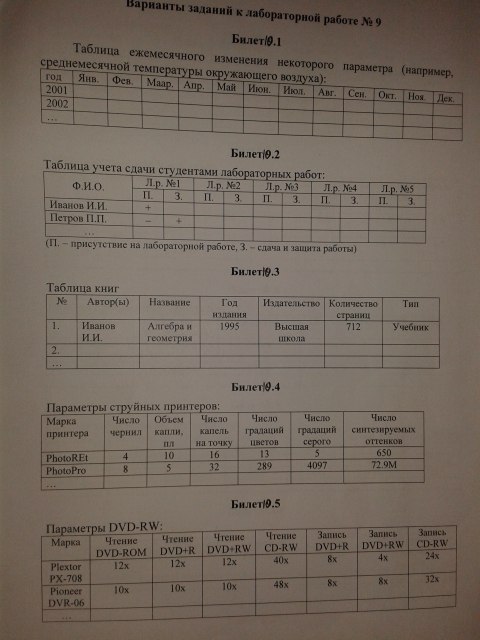 Варианты заданий к лабораторной работе № 9
Билет 9.1
Таблица ежемесячного изменения некоторого параметра (например,
среднемесячной температуры окружающего воздуха):
год Янв. Фев. Маар. Апр. Май Июн. Июл. Авг. Сен. Окт. Ноя. Дек.
2001
2002
...
Билет 9.2
Таблица учета сдачи студентами лабораторных работ:
Ф.И.О. Л.р. №1 Л.р. №2 Л.р. №3 Л.р. №4 Л.р. №5
П. З. П. З. П. З. П. З. П. З.
Иванов И.И. +
Петров П.П. – +
...
(П. – присутствие на лабораторной работе, З. – сдача и защита работы)
Билет 9.3
Таблица книг
№ Автор(ы) Название Год издания Издательство Количество страниц Тип
1. Иванов И.И. Алгебра и геометрия 1995 Высшая школа 712 Учебник
2.
...
Билет 9.4
Параметры струйных принтеров:
Марка принтера Число чернил Объем капли, пл Число капель на точку Число градаций цветов Число градаций серого Число синтезируемых оттенков
PhotoREt 4 10 16 13 5 650
PhotoPro 8 5 32 289 4097 72.9M
...
Билет 9.5
Параметры DVD-RW:
Марка Чтение DVD-ROM Чтение DVD+R Чтение DVD+RW Чтение CD-RW Запись DVD+R Запись DVD+RW Запись CD-RW
Plextor PX-708 12x 12x 12x 40x 8x 4x 24x
Pioneer DVR-06 10x 10x 10x 48x 8x 8x 32x
...